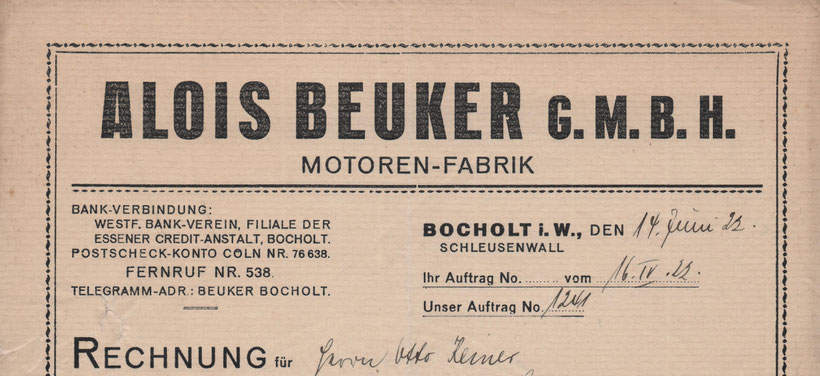 ALOIS BEUKER G. M. B. H.
MOTOREN-FABRIK
BANK-VERBINDUNG:
WESTF. BANK-VEREIN, FILIALE DER
ESSENER CREDIT-ANSTALT, BOCHOLT.
POSTSCHECK-KONTO CÖLN NR. 76 638.
FERNRUF NR. 538.
TELEGRAMM-ADR.: BEUKER BOCHOLT.
BOCHOLT i. W., DEN 14. Juni 22.
SCHLEUSENWALL
Ihr Auftrag No. ........ vom 16. IV. 22.
Unser Auftrag No. 1241
RECHNUNG für Herrn Otto